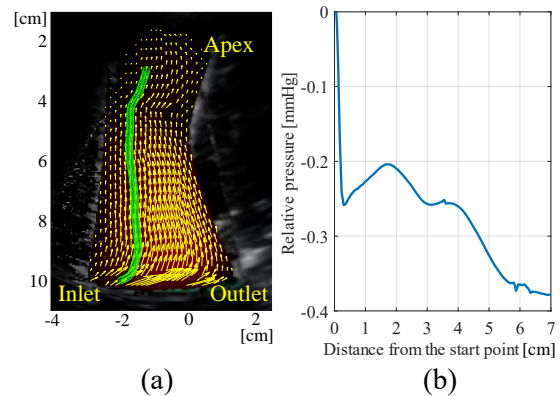 [cm]
2
4
6
8
10
Apex
Inlet
Outlet
-4 -2 0 2
[cm]
(a)
Relative pressure [mmHg]
0
-0.1
-0.2
-0.3
-0.4
0 1 2 3 4 5 6 7
Distance from the start point [cm]
(b)